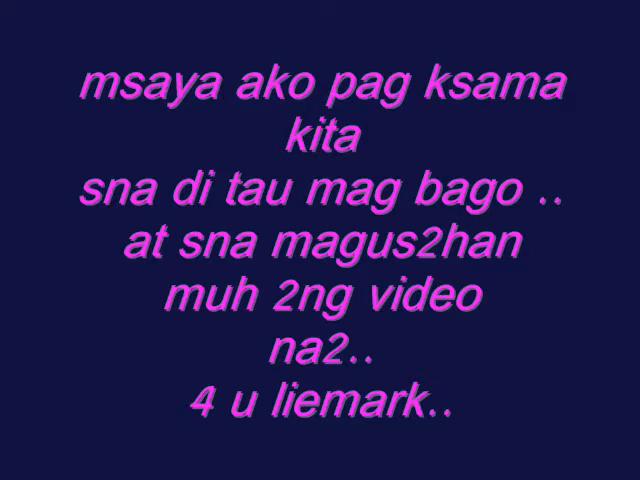 msaya ako pag ksama
kita
sna di tau mag bago ..
at sna magus2han
muh 2ng video
na2..
4 u liemark..